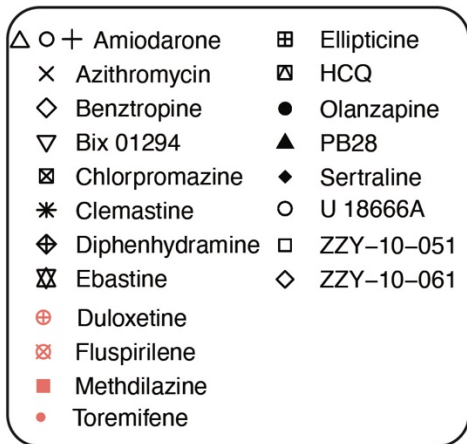 Amiodarone
Azithromycin
Benztropine
Bix 01294
Chlorpromazine
Clemastine
Diphenhydramine
Ebastine
Duloxetine
Fluspirilene
Methdilazine
Toremifene
Ellipticine
HCQ
Olanzapine
PB28
Sertraline
U 18666A
ZZY−10−051
ZZY−10−061